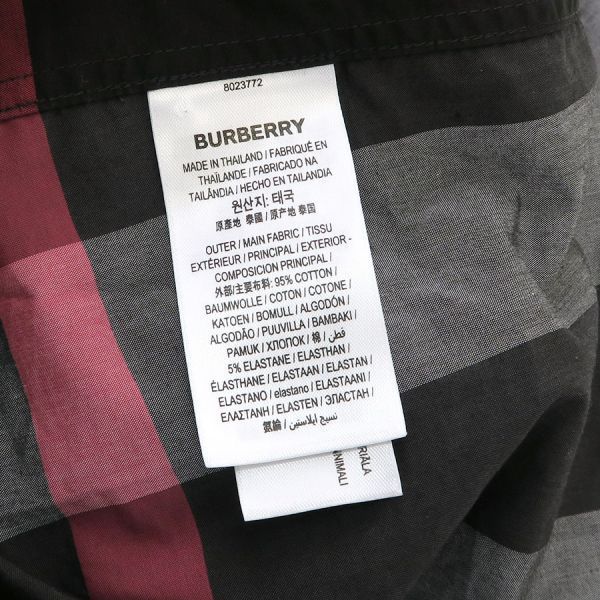 8023772
BURBERRY
MADE IN THAILAND / FABRIQUÉ EN
THAÏLANDE / FABRICADO NA
TAILÂNDIA / HECHO EN TAILANDIA
원산지: 태국
原產地 泰國 / 原产地 泰国
OUTER / MAIN FABRIC / TISSU
EXTÉRIEUR / PRINCIPAL / EXTERIOR -
COMPOSICION PRINCIPAL /
外部/主要布料: 95% COTTON /
BAUMWOLLE / COTON / COTONE /
KATOEN / BOMULL / ALGODÓN /
ALGODÃO / PUUVILLA / BAMBAKI /
PAMUK / ХЛОПОК / 棉 / قطن /
5% ELASTANE / ELASTHAN /
ÉLASTHANE / ELASTAAN / ELASTAN /
ELASTANO / elastano / ELASTAANI /
ΕΛΑΣΤΑΝΗ / ELASTEN / ЭЛАСТАН /
氨綸 / نسيج ايلاستين /
RIÁLA
ANIMALI